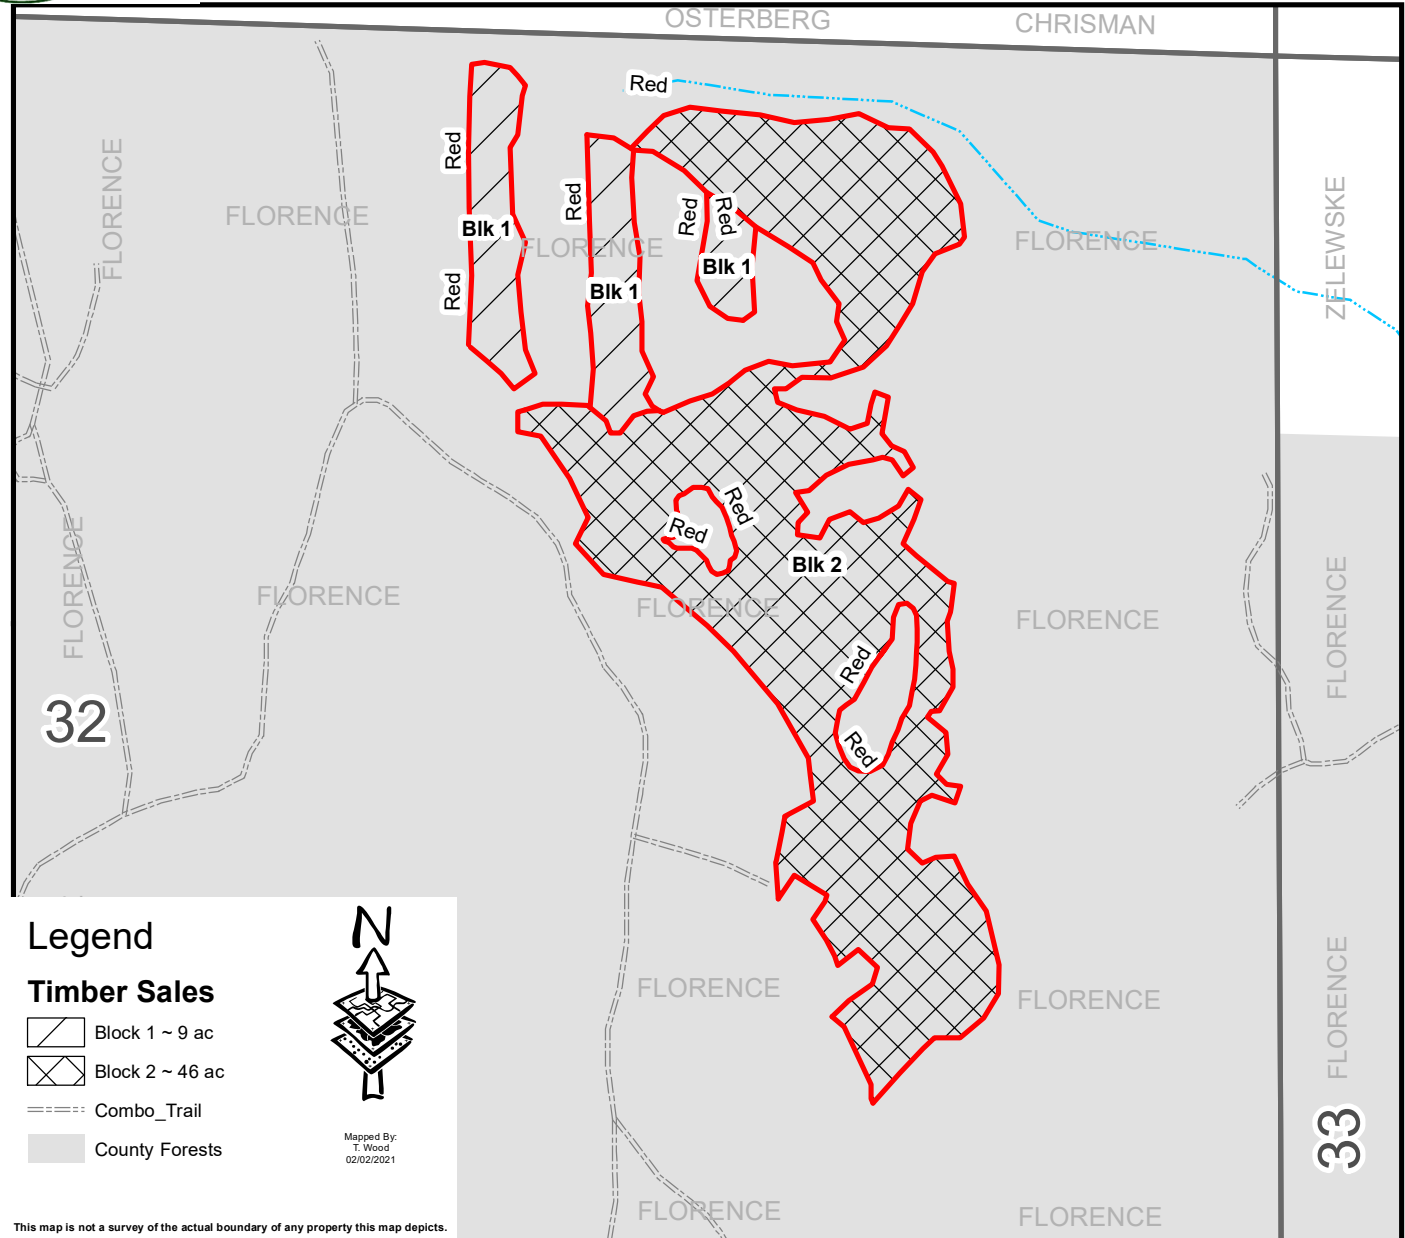 OSTERBERG
CHRISMAN
Red
Red
FLORENCE
Red
Red
Red
FLORENCE
ZELEWSKE
Blk 1
FLORENCE
FLORENCE
Blk 1
Blk 1
Red
Red
Red
Blk 2
FLORENCE
FLORENCE
FLORENCE
FLORENCE
FLORENCE
Red
32
Red
Legend
N
Timber Sales
FLORENCE
FLORENCE
FLORENCE
Block 1 ~ 9 ac
Block 2 ~ 46 ac
Combo_Trail
County Forests
Mapped By:
T. Wood
02/02/2021
33
FLORENCE
FLORENCE
This map is not a survey of the actual boundary of any property this map depicts.
FLORENCE